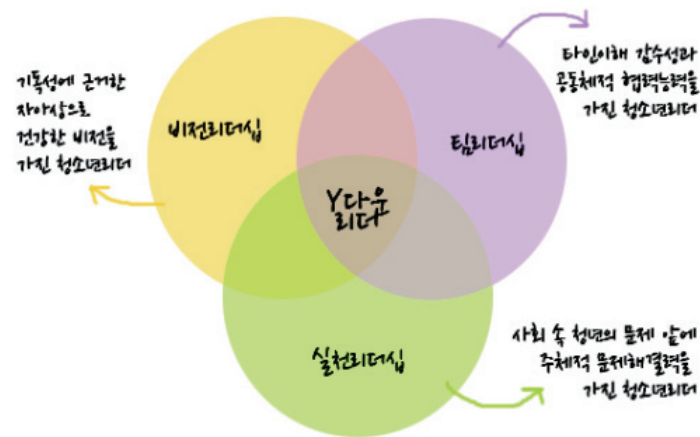 기독성에 근거한
자아상으로
건강한 비전을
가진 청소년리더
비전리더십
타인이해 감수성과
공동체적 협력능력을
가진 청소년리더
팀리더십
Y다운
리더
실천리더십
사회 속 청년의 문제 앞에
주체적 문제해결력을
가진 청소년리더